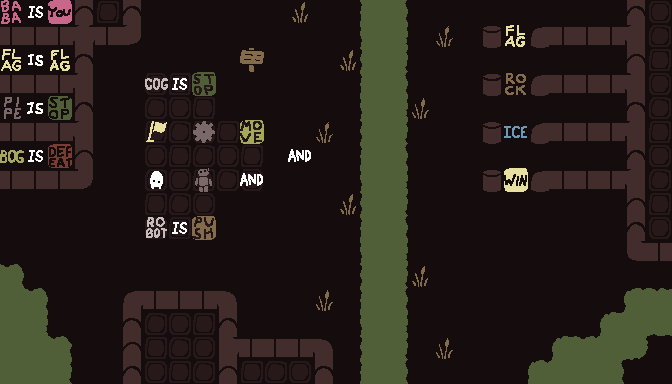 BABA IS YOU
FLAG IS FLAG
FLAG
COG IS STOP
ROCK
PIPE IS STOP
MOVE
ICE
BOG IS DEFEAT
AND
AND
WIN
ROBOT IS PUSH